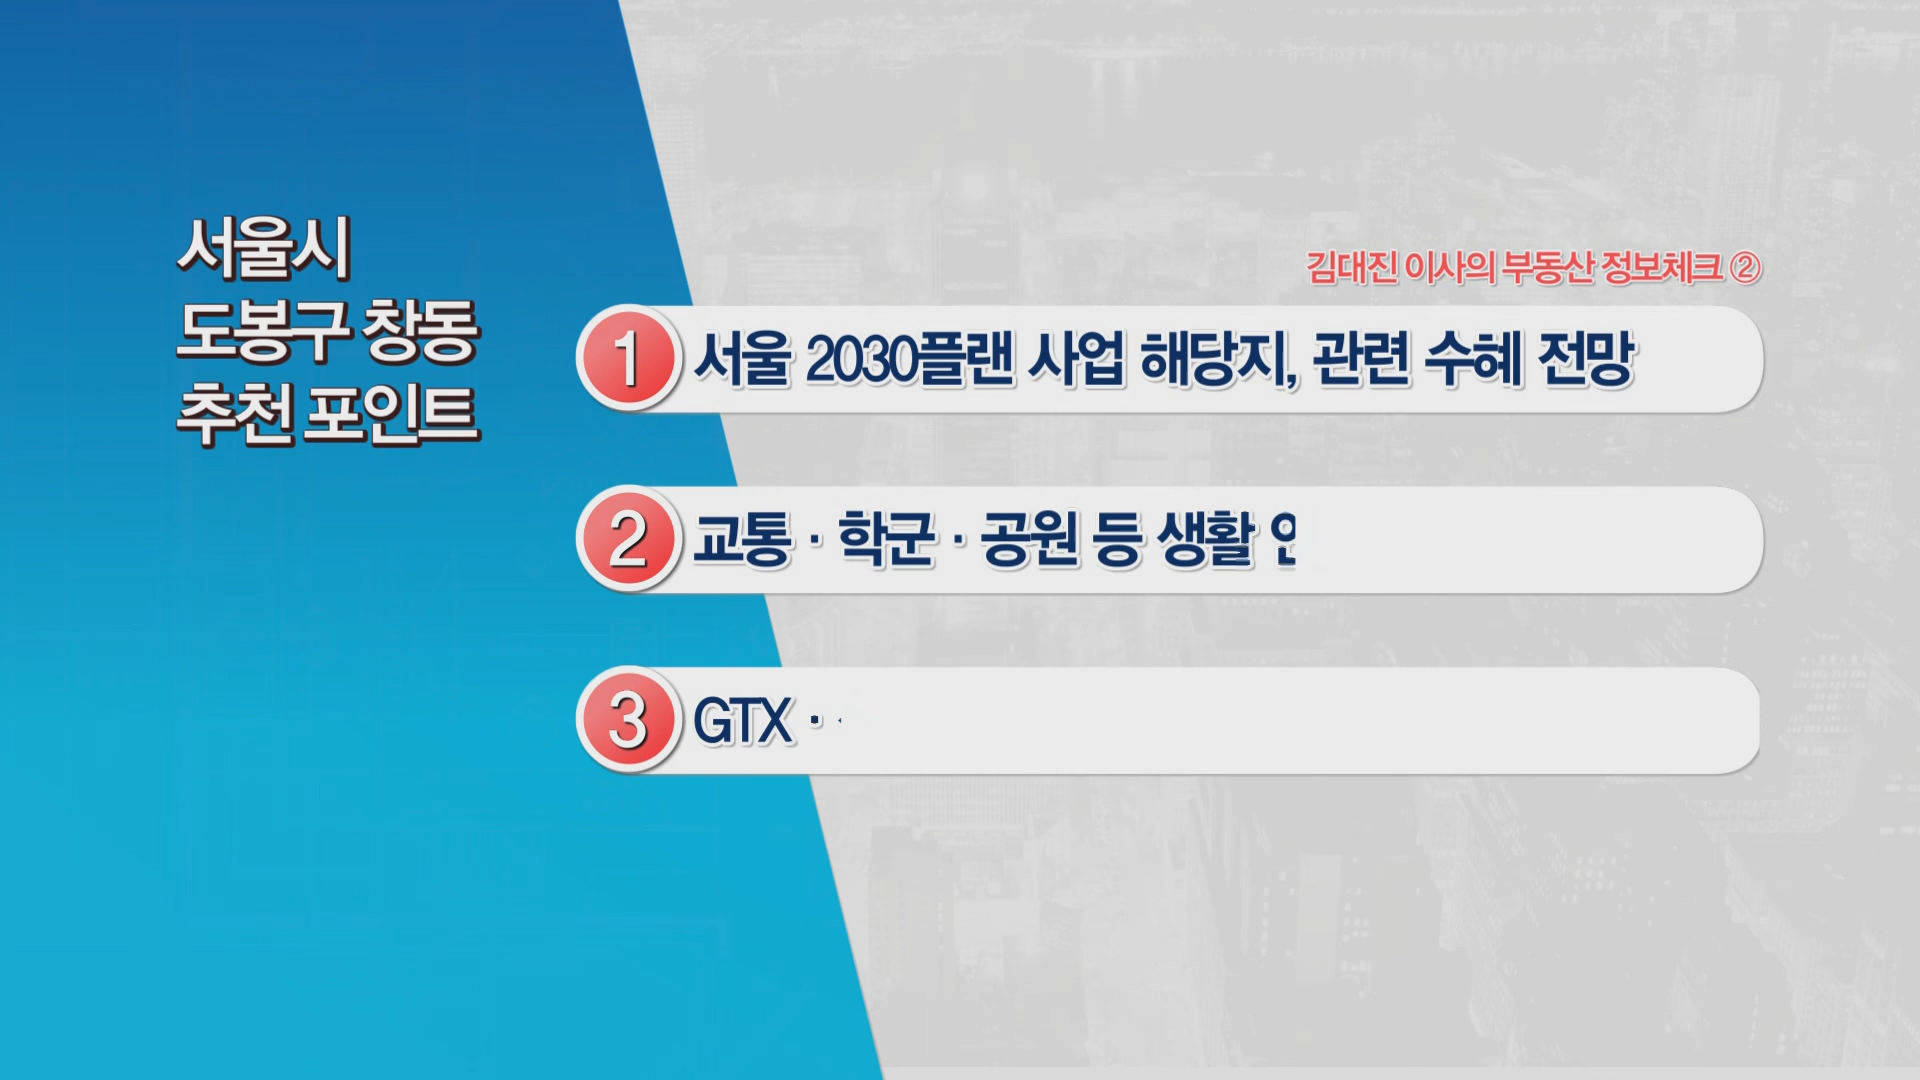 서울시
도봉구 창동
추천 포인트
김대진 이사의 부동산 정보체크 ②
1 서울 2030플랜 사업 해당지, 관련 수혜 전망
2 교통 · 학군 · 공원 등 생활
3 GTX ·